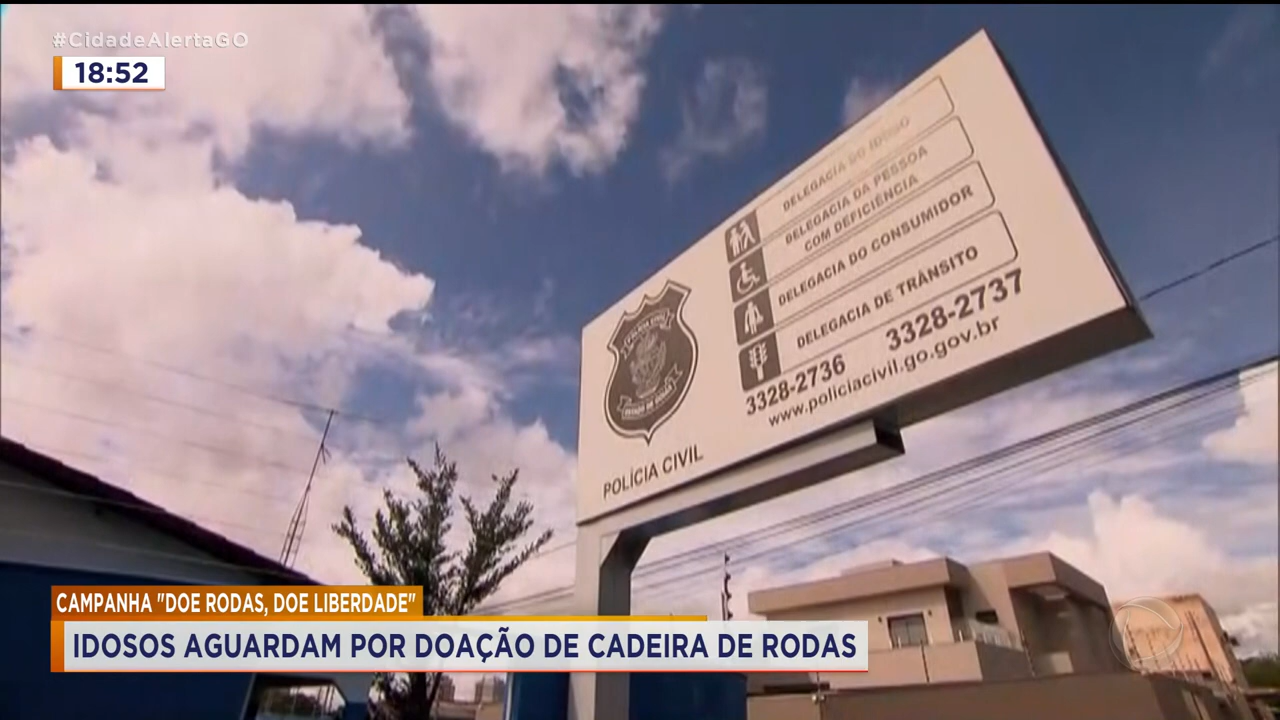 #CidadeAlertaGO
18:52
DELEGACIA DO IDOSO
DELEGACIA DA PESSOA
COM DEFICIÊNCIA
DELEGACIA DO CONSUMIDOR
DELEGACIA DE TRÂNSITO
3328-2736 3328-2737
www.policiacivil.go.gov.br
POLÍCIA CIVIL
CAMPANHA "DOE RODAS, DOE LIBERDADE"
IDOSOS AGUARDAM POR DOAÇÃO DE CADEIRA DE RODAS